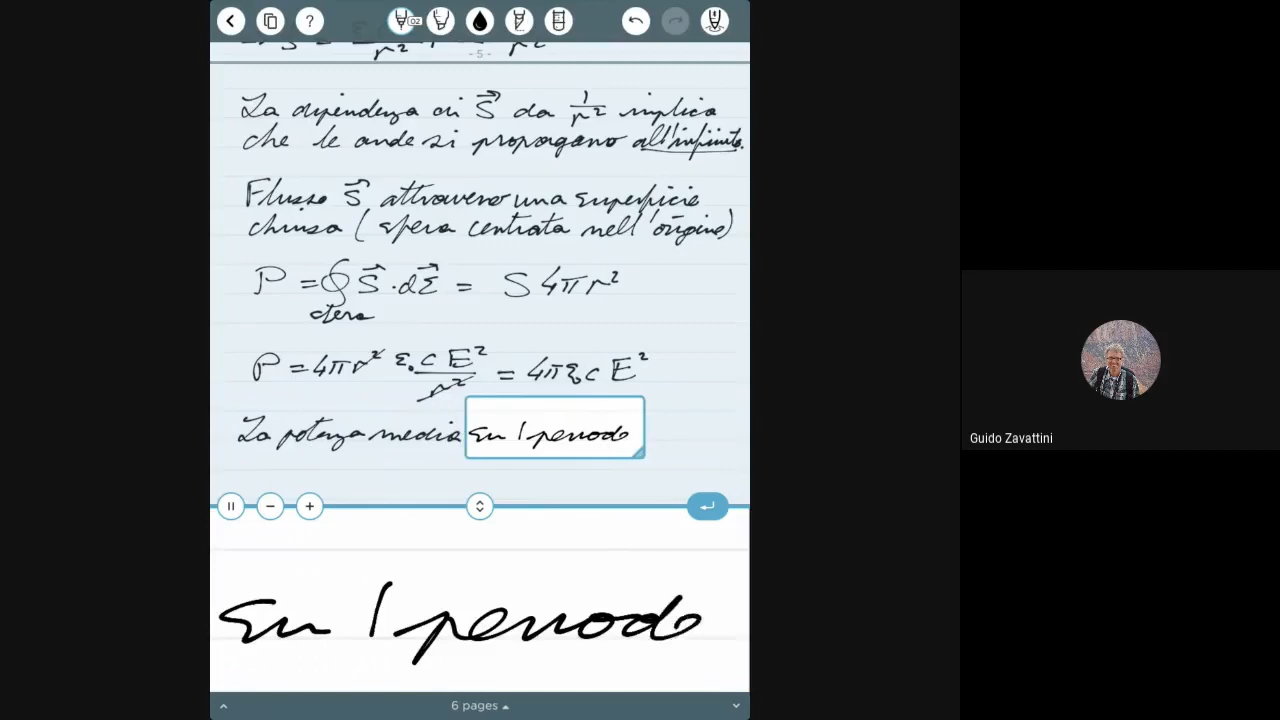 ?
02
- 5 -
La dipendenza di S⃗ da 1/r² implica
che le onde si propagano all'infinito.
Flusso S⃗ attraverso una superficie
chiusa (sfera centrata nell'origine)
P = ∮ S⃗ · dΣ⃗ = S 4πr²
sfera
P = 4πr² ε₀cE²/r² = 4πε₀cE²
La potenza media su 1 periodo
Guido Zavattini
su 1 periodo
6 pages